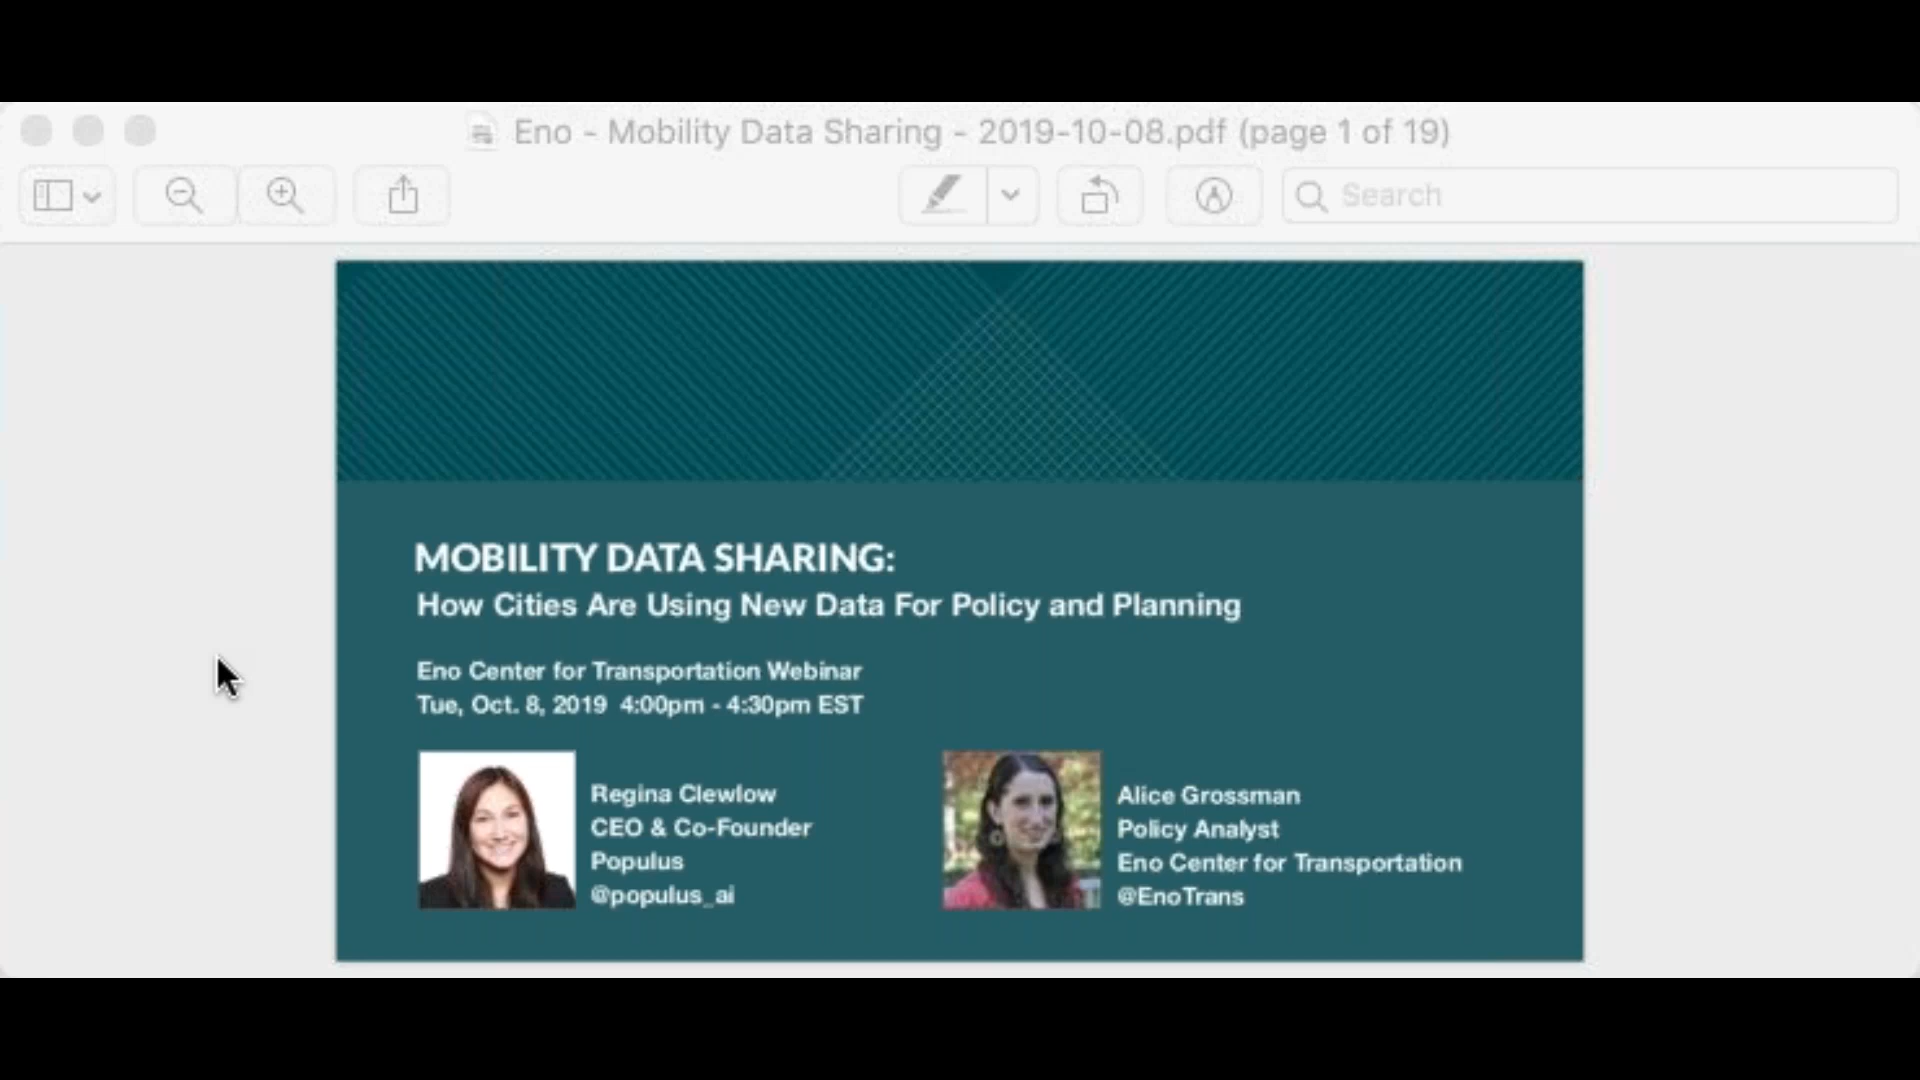 Eno - Mobility Data Sharing - 2019-10-08.pdf (page 1 of 19)
Search
MOBILITY DATA SHARING:
How Cities Are Using New Data For Policy and Planning
Eno Center for Transportation Webinar
Tue, Oct. 8, 2019 4:00pm - 4:30pm EST
Regina Clewlow
CEO & Co-Founder
Populus
@populus_ai
Alice Grossman
Policy Analyst
Eno Center for Transportation
@EnoTrans